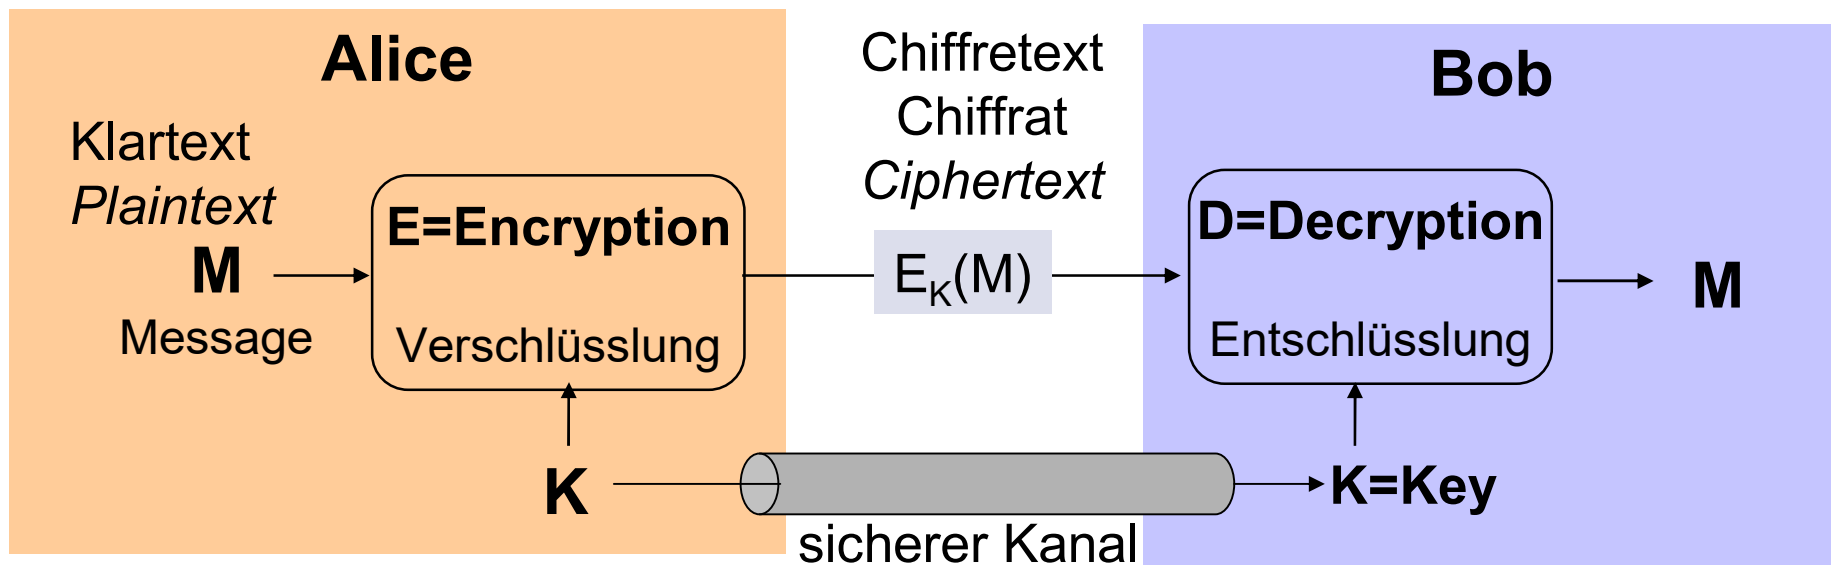 Alice
Klartext
Plaintext
M
Message
E=Encryption
Verschlüsslung
K
Chiffretext
Chiffrat
Ciphertext
E_K(M)
sicherer Kanal
Bob
D=Decryption
Entschlüsslung
K=Key
M